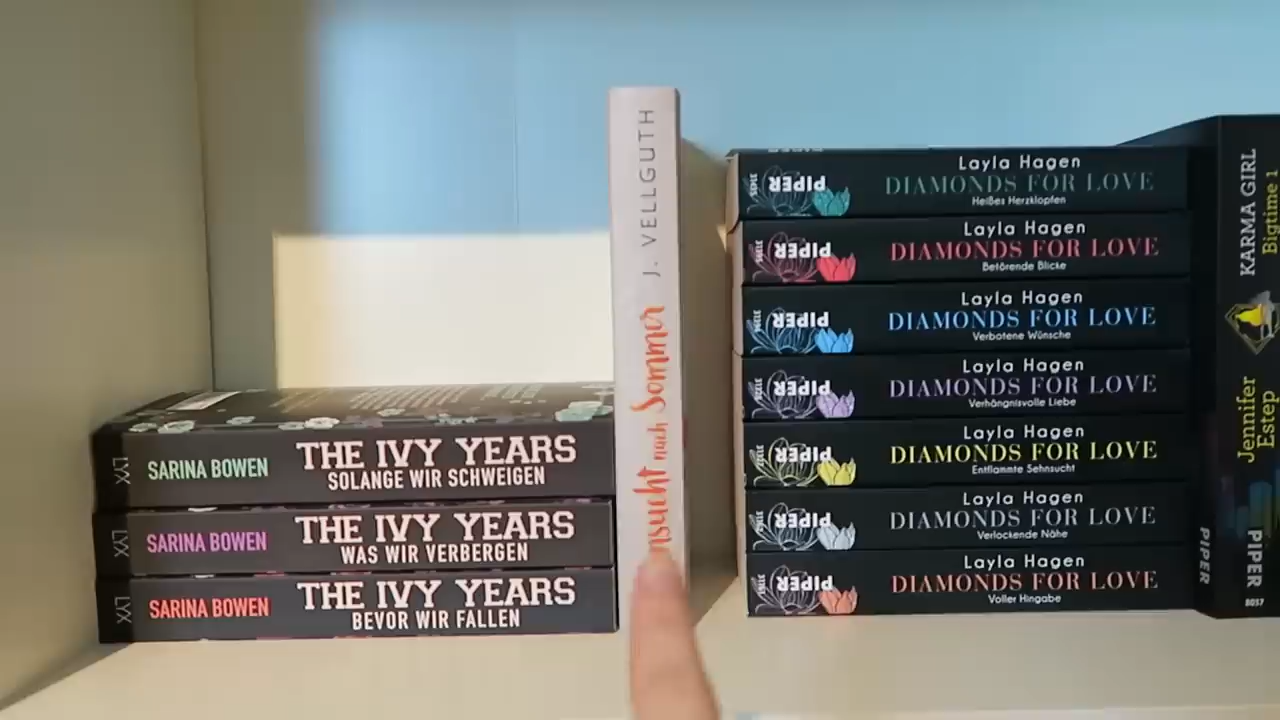 LYX
SARINA BOWEN
THE IVY YEARS
SOLANGE WIR SCHWEIGEN
LYX
SARINA BOWEN
THE IVY YEARS
WAS WIR VERBERGEN
LYX
SARINA BOWEN
THE IVY YEARS
BEVOR WIR FALLEN
nsucht nach Sommer J. VELLGUTH
PIPER
Layla Hagen
DIAMONDS FOR LOVE
Heißes Herzklopfen
PIPER
Layla Hagen
DIAMONDS FOR LOVE
Betörende Blicke
PIPER
Layla Hagen
DIAMONDS FOR LOVE
Verbotene Wünsche
PIPER
Layla Hagen
DIAMONDS FOR LOVE
Verhängnisvolle Liebe
PIPER
Layla Hagen
DIAMONDS FOR LOVE
Entflammte Sehnsucht
PIPER
Layla Hagen
DIAMONDS FOR LOVE
Verlockende Nähe
PIPER
Layla Hagen
DIAMONDS FOR LOVE
Voller Hingabe
PIPER
KARMA GIRL
Bigtime 1
Jennifer
Estep
PIPER